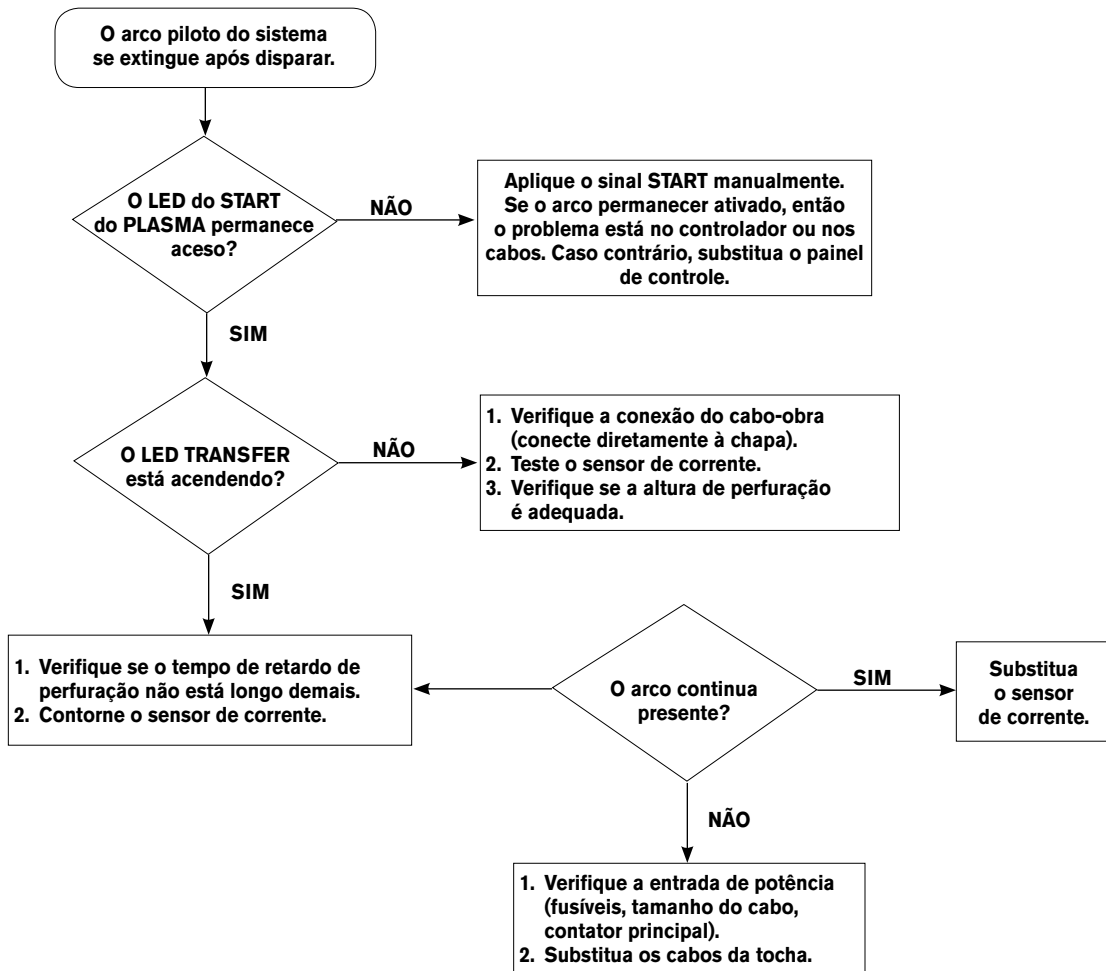 O arco piloto do sistema
se extingue após disparar.
O LED do START
do PLASMA permanece
aceso?
NÃO
Aplique o sinal START manualmente.
Se o arco permanecer ativado, então
o problema está no controlador ou nos
cabos. Caso contrário, substitua o painel
de controle.
SIM
O LED TRANSFER
está acendendo?
NÃO
1. Verifique a conexão do cabo-obra
(conecte diretamente à chapa).
2. Teste o sensor de corrente.
3. Verifique se a altura de perfuração
é adequada.
SIM
1. Verifique se o tempo de retardo de
perfuração não está longo demais.
2. Contorne o sensor de corrente.
O arco continua
presente?
SIM
Substitua
o sensor
de corrente.
NÃO
1. Verifique a entrada de potência
(fusíveis, tamanho do cabo,
contator principal).
2. Substitua os cabos da tocha.